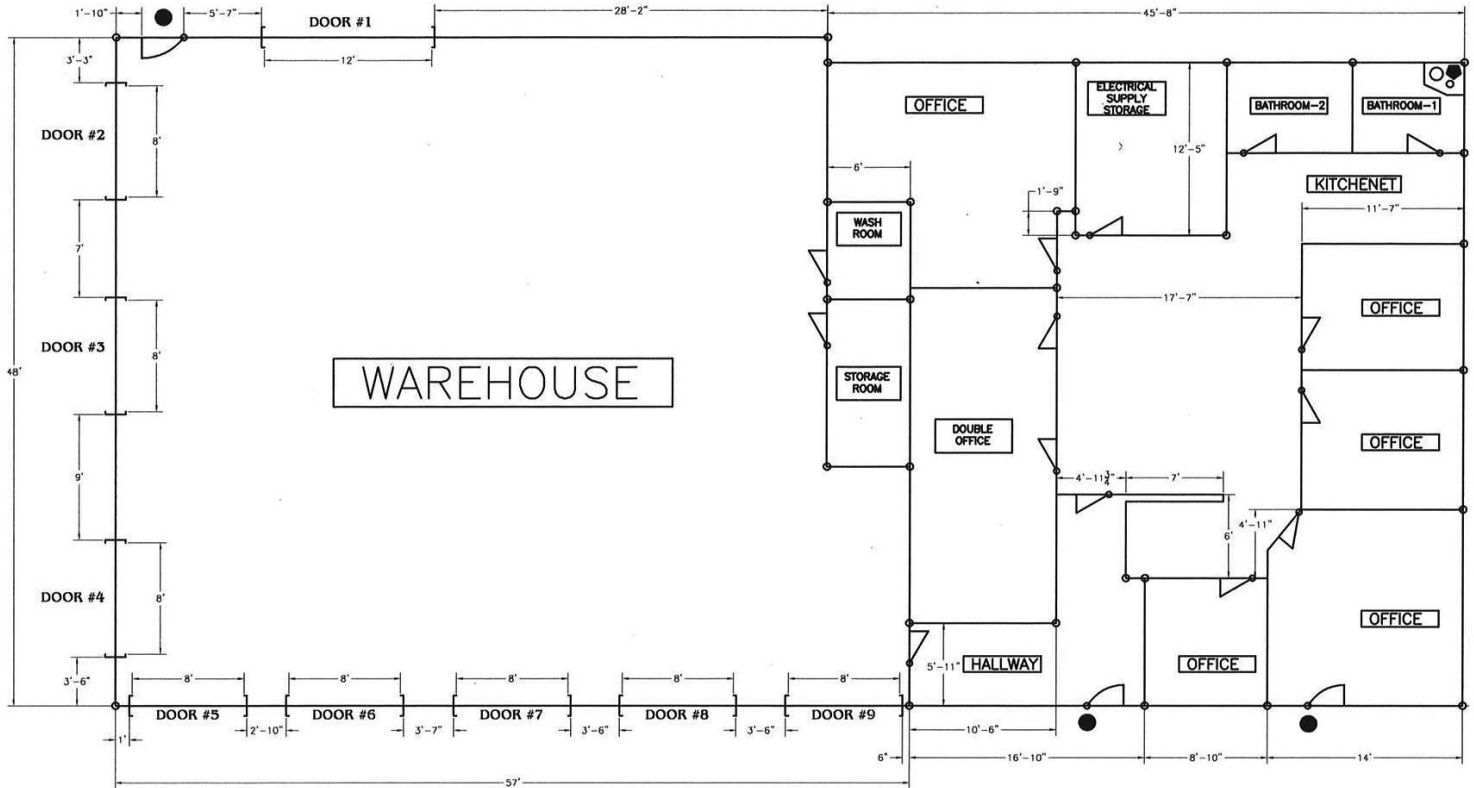 1'-10"
5'-7"
DOOR #1
28'-2"
45'-8"
12'
3'-3"
DOOR #2
8'
OFFICE
ELECTRICAL
SUPPLY
STORAGE
12'-5"
BATHROOM-2
BATHROOM-1
KITCHENET
11'-7"
6'
1'-9"
WASH
ROOM
7'
17'-7"
OFFICE
DOOR #3
8'
48'
WAREHOUSE
STORAGE
ROOM
DOUBLE
OFFICE
OFFICE
9'
4'-11 3/4"
7'
4'-11"
6'
DOOR #4
8'
OFFICE
3'-6"
5'-11"
HALLWAY
OFFICE
8'
8'
8'
8'
8'
DOOR #5
DOOR #6
DOOR #7
DOOR #8
DOOR #9
1'
2'-10"
3'-7"
3'-6"
3'-6"
6"
10'-6"
16'-10"
8'-10"
14'
57'